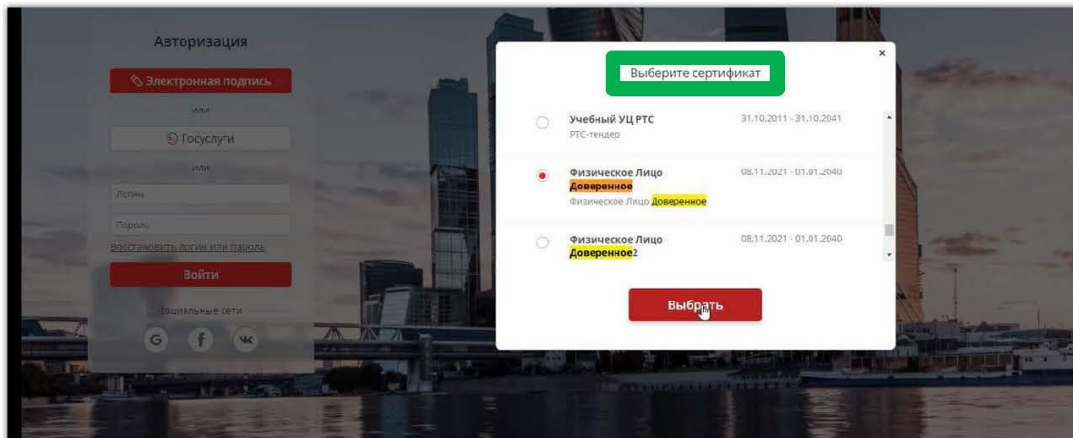 Авторизация
Электронная подпись
или
Госуслуги
или
Логин
Пароль
Восстановить логин или пароль
Войти
социальные сети
G f
Выберите сертификат
Учебный УЦ РТС 31.10.2011 - 31.10.2041
РТС-тендер
Физическое Лицо 08.11.2021 - 01.01.2040
Доверенное
Физическое Лицо Доверенное
Физическое Лицо 08.11.2021 - 01.01.2040
Доверенное2
Выбрать